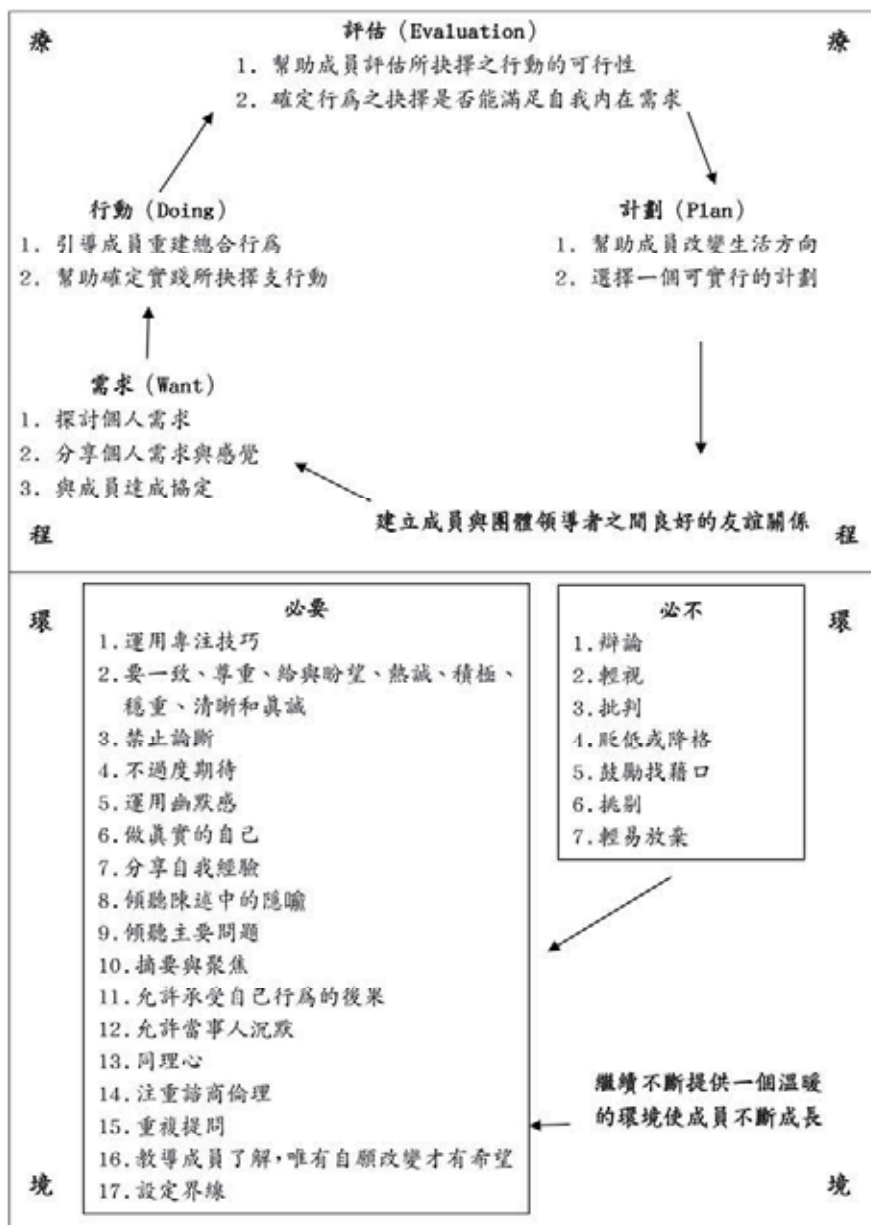 療
療
評估 (Evaluation)
1. 幫助成員評估所抉擇之行動的可行性
2. 確定行爲之抉擇是否能滿足自我內在需求
行動 (Doing)
1. 引導成員重建總合行爲
2. 幫助確定實踐所抉擇支行動
計劃 (Plan)
1. 幫助成員改變生活方向
2. 選擇一個可實行的計劃
需求 (Want)
1. 探討個人需求
2. 分享個人需求與感覺
3. 與成員達成協定
建立成員與團體領導者之間良好的友誼關係
程
程
環
環
必要
1.運用專注技巧
2.要一致、尊重、給與盼望、熱誠、積極、
穩重、清晰和眞誠
3.禁止論斷
4.不過度期待
5.運用幽默感
6.做眞實的自己
7.分享自我經驗
8.傾聽陳述中的隱喻
9.傾聽主要問題
10.摘要與聚焦
11.允許承受自己行爲的後果
12.允許當事人沉默
13.同理心
14.注重諮商倫理
15.重複提問
16.教導成員了解，唯有自願改變才有希望
17.設定界線
必不
1.辯論
2.輕視
3.批判
4.貶低或降格
5.鼓勵找藉口
6.挑剔
7.輕易放棄
繼續不斷提供一個溫暖
的環境使成員不斷成長
境
境